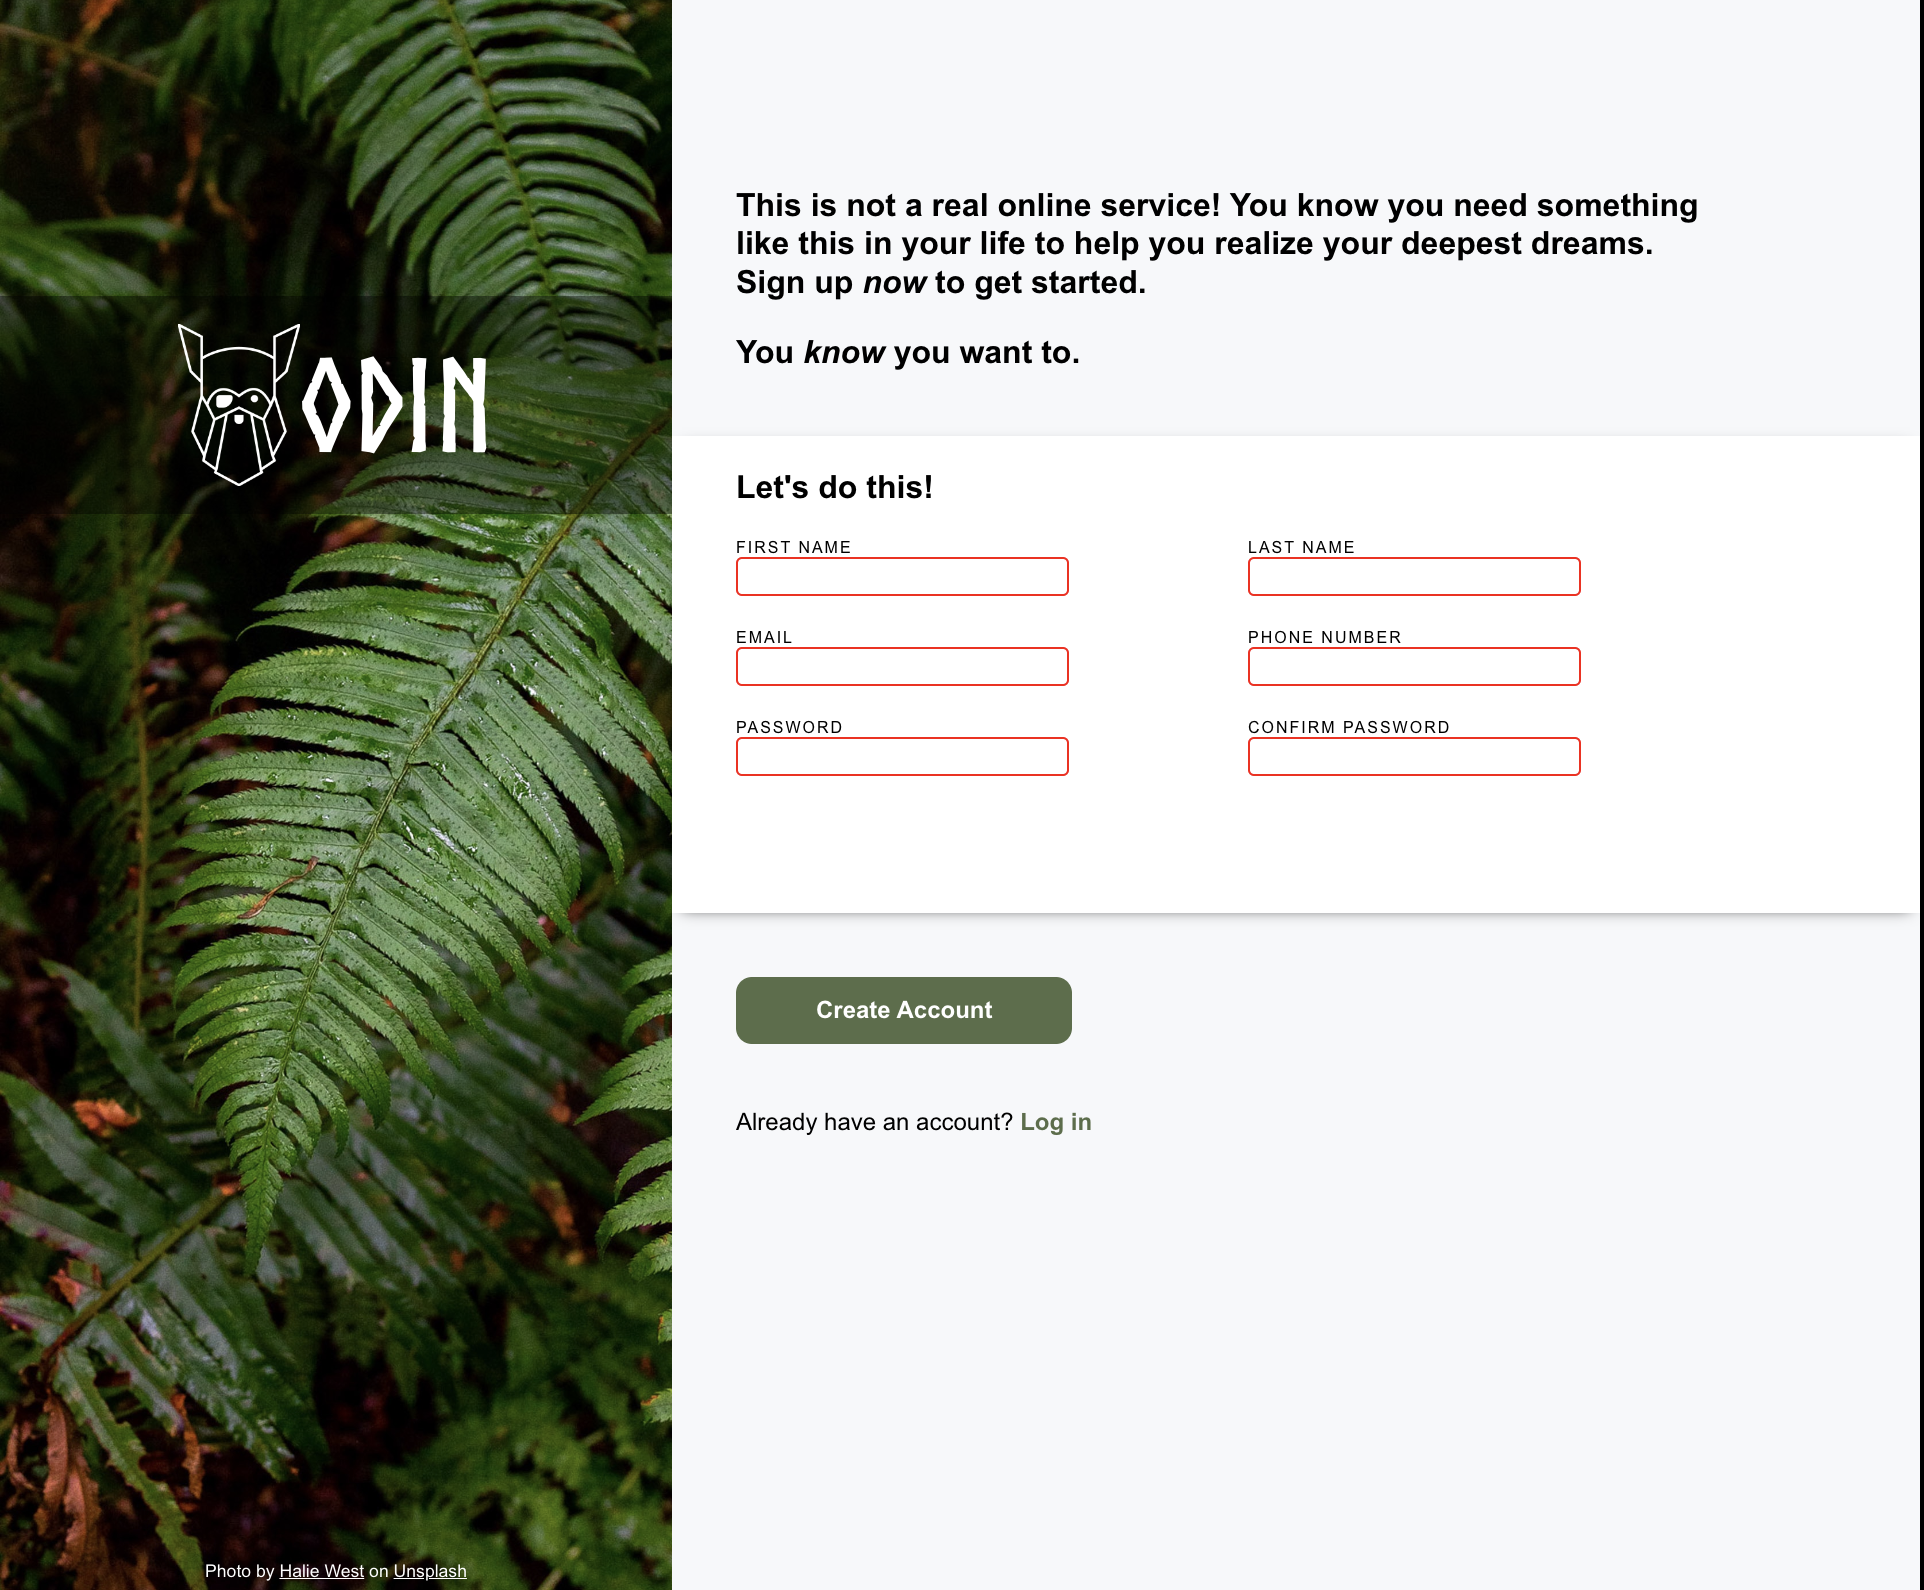 ODIN
This is not a real online service! You know you need something
like this in your life to help you realize your deepest dreams.
Sign up now to get started.
You know you want to.
Let's do this!
FIRST NAME
LAST NAME
EMAIL
PHONE NUMBER
PASSWORD
CONFIRM PASSWORD
Create Account
Already have an account? Log in
Photo by Halie West on Unsplash